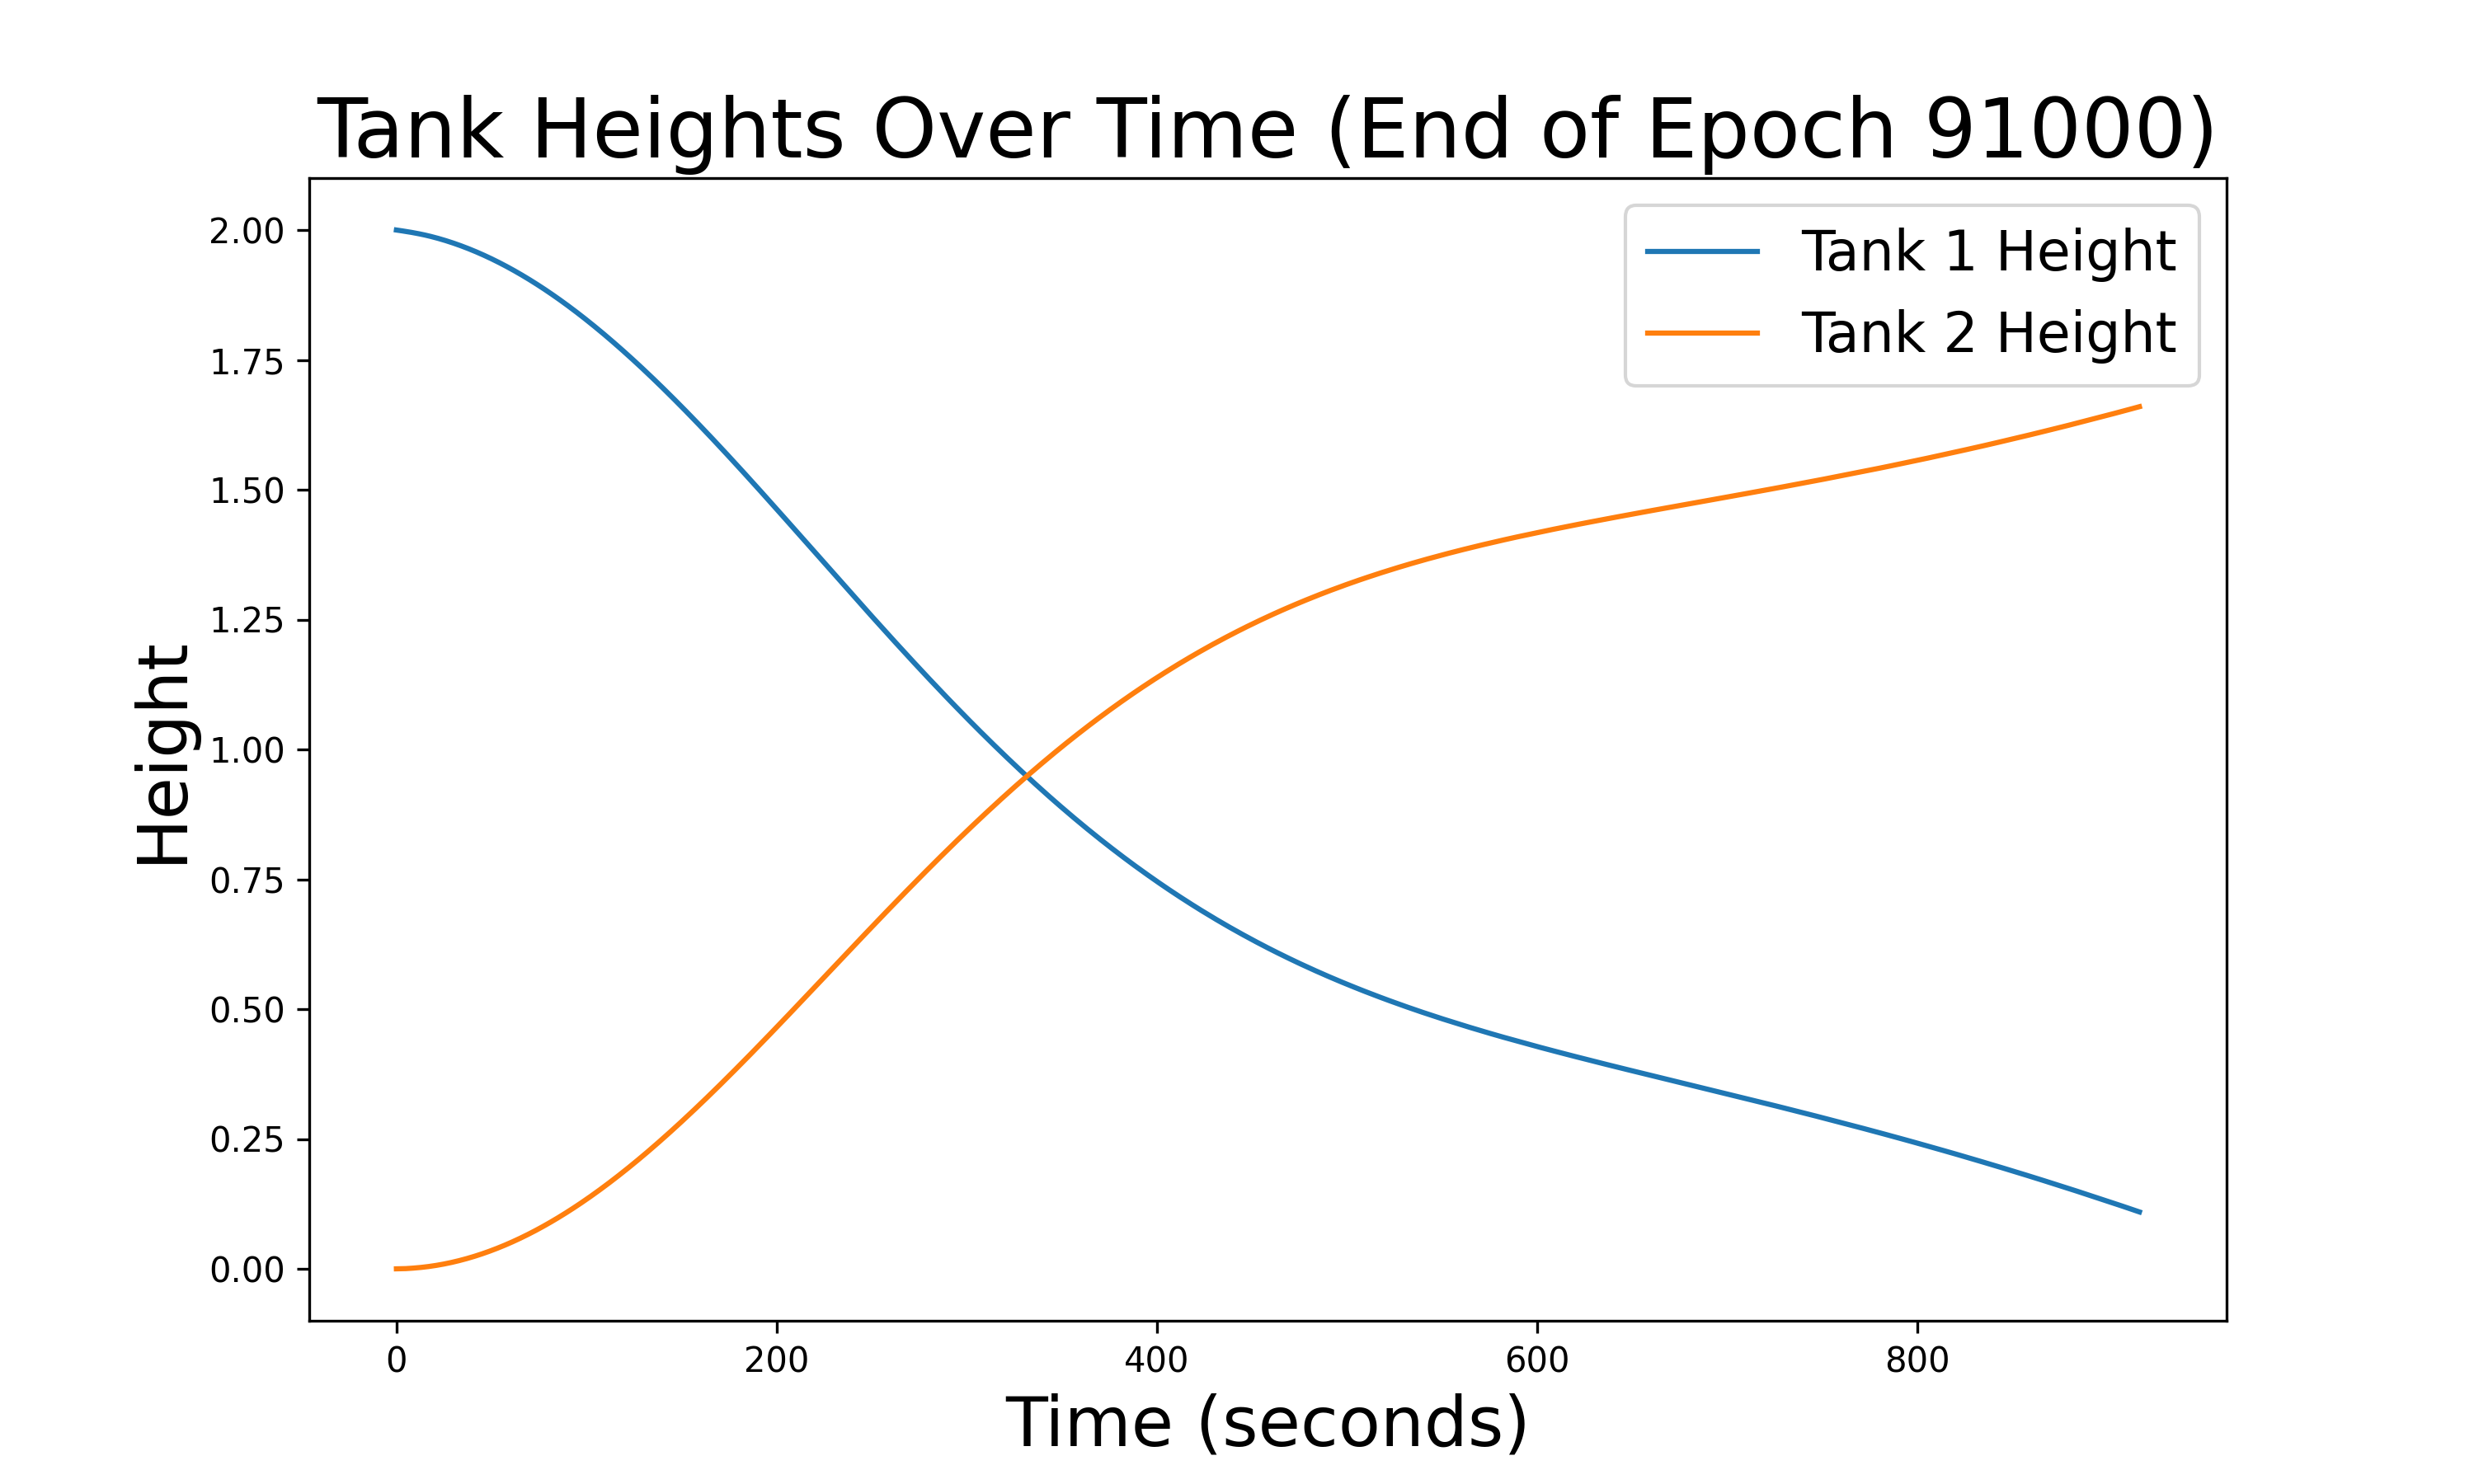 Tank Heights Over Time (End of Epoch 91000)
Tank 1 Height
Tank 2 Height
2.00
1.75
1.50
1.25
1.00
0.75
0.50
0.25
0.00
Height
0 200 400 600 800
Time (seconds)